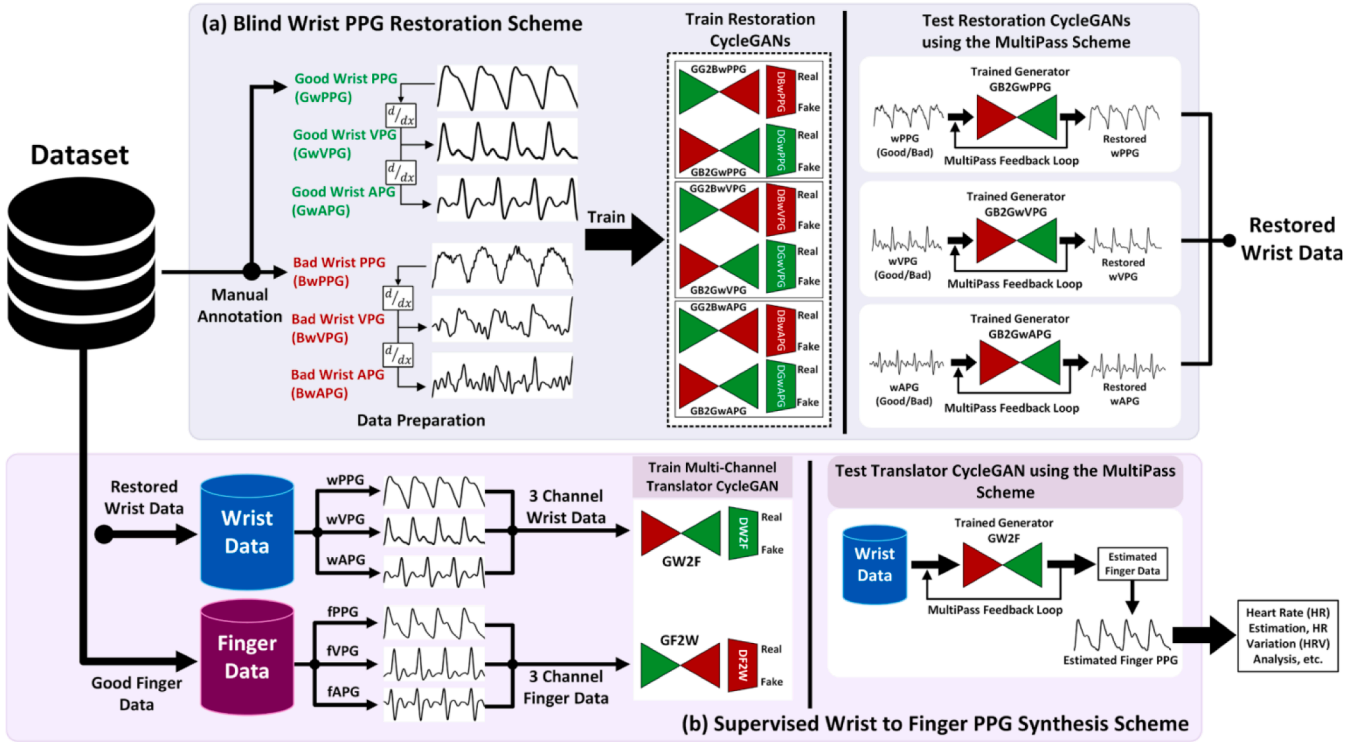 (a) Blind Wrist PPG Restoration Scheme
Train Restoration
CycleGANs
Test Restoration CycleGANs
using the MultiPass Scheme
Dataset
Manual
Annotation
Good Wrist PPG
(GwPPG)
d/dx
Good Wrist VPG
(GwVPG)
d/dx
Good Wrist APG
(GwAPG)
Bad Wrist PPG
(BwPPG)
d/dx
Bad Wrist VPG
(BwVPG)
d/dx
Bad Wrist APG
(BwAPG)
Data Preparation
Train
GG2BwPPG
DBwPPG
Real
Fake
GB2GwPPG
DGwPPG
Real
Fake
GG2BwVPG
DBwVPG
Real
Fake
GB2GwVPG
DGwVPG
Real
Fake
GG2BwAPG
DBwAPG
Real
Fake
GB2GwAPG
DGwAPG
Real
Fake
Trained Generator
GB2GwPPG
wPPG
(Good/Bad)
MultiPass Feedback Loop
Restored
wPPG
Trained Generator
GB2GwVPG
wVPG
(Good/Bad)
MultiPass Feedback Loop
Restored
wVPG
Trained Generator
GB2GwAPG
wAPG
(Good/Bad)
MultiPass Feedback Loop
Restored
wAPG
Restored
Wrist Data
Restored
Wrist Data
Wrist
Data
wPPG
wVPG
wAPG
3 Channel
Wrist Data
Good Finger
Data
Finger
Data
fPPG
fVPG
fAPG
3 Channel
Finger Data
Train Multi-Channel
Translator CycleGAN
GW2F
DW2F
Real
Fake
GF2W
DF2W
Real
Fake
Test Translator CycleGAN using the MultiPass
Scheme
Wrist
Data
Trained Generator
GW2F
MultiPass Feedback Loop
Estimated
Finger Data
Estimated Finger PPG
Heart Rate (HR)
Estimation, HR
Variation (HRV)
Analysis, etc.
(b) Supervised Wrist to Finger PPG Synthesis Scheme